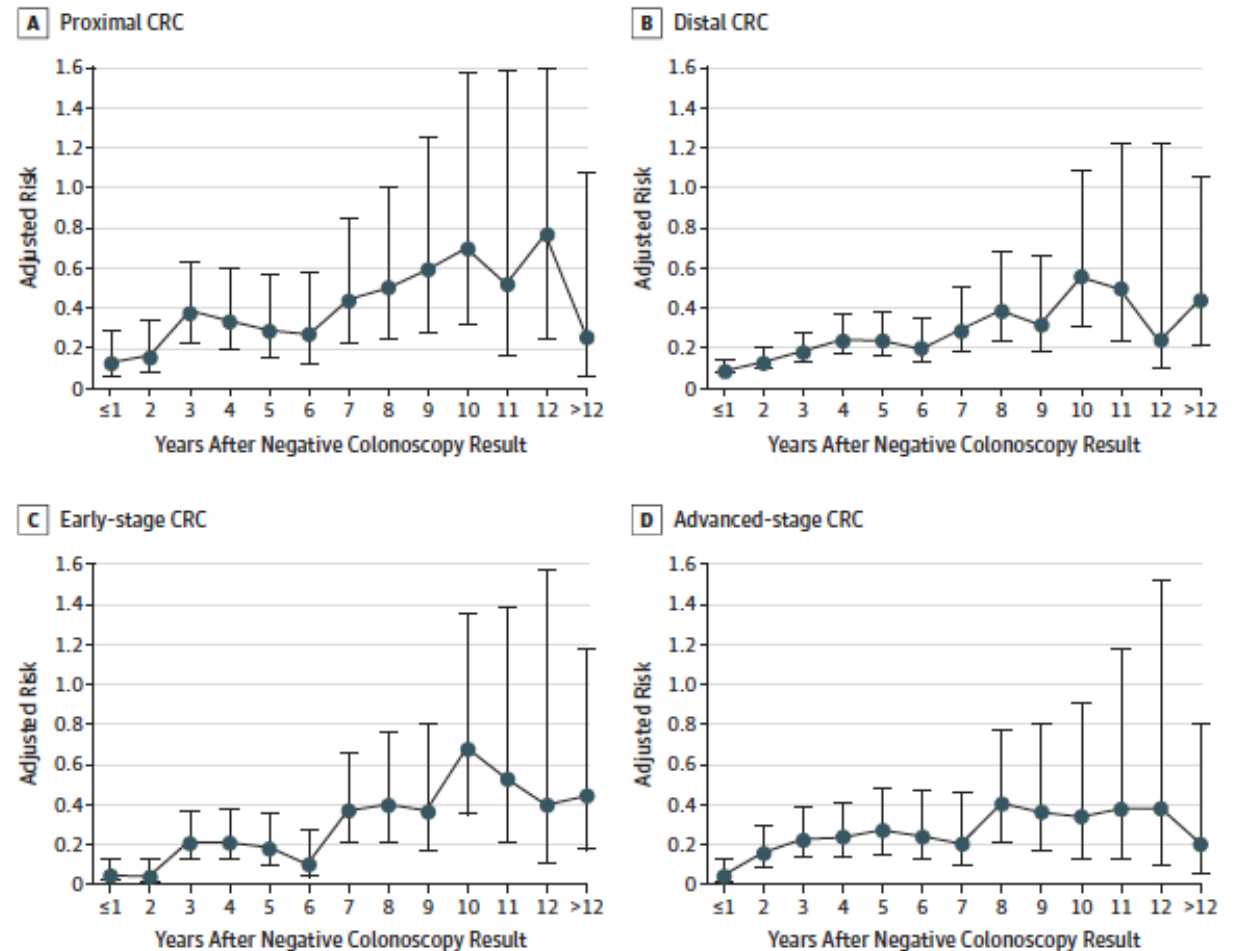 A Proximal CRC
1.6
1.4
1.2
1.0
0.8
0.6
0.4
0.2
0
Adjusted Risk
≤1 2 3 4 5 6 7 8 9 10 11 12 >12
Years After Negative Colonoscopy Result
B Distal CRC
1.6
1.4
1.2
1.0
0.8
0.6
0.4
0.2
0
Adjusted Risk
≤1 2 3 4 5 6 7 8 9 10 11 12 >12
Years After Negative Colonoscopy Result
C Early-stage CRC
1.6
1.4
1.2
1.0
0.8
0.6
0.4
0.2
0
Adjusted Risk
≤1 2 3 4 5 6 7 8 9 10 11 12 >12
Years After Negative Colonoscopy Result
D Advanced-stage CRC
1.6
1.4
1.2
1.0
0.8
0.6
0.4
0.2
0
Adjusted Risk
≤1 2 3 4 5 6 7 8 9 10 11 12 >12
Years After Negative Colonoscopy Result